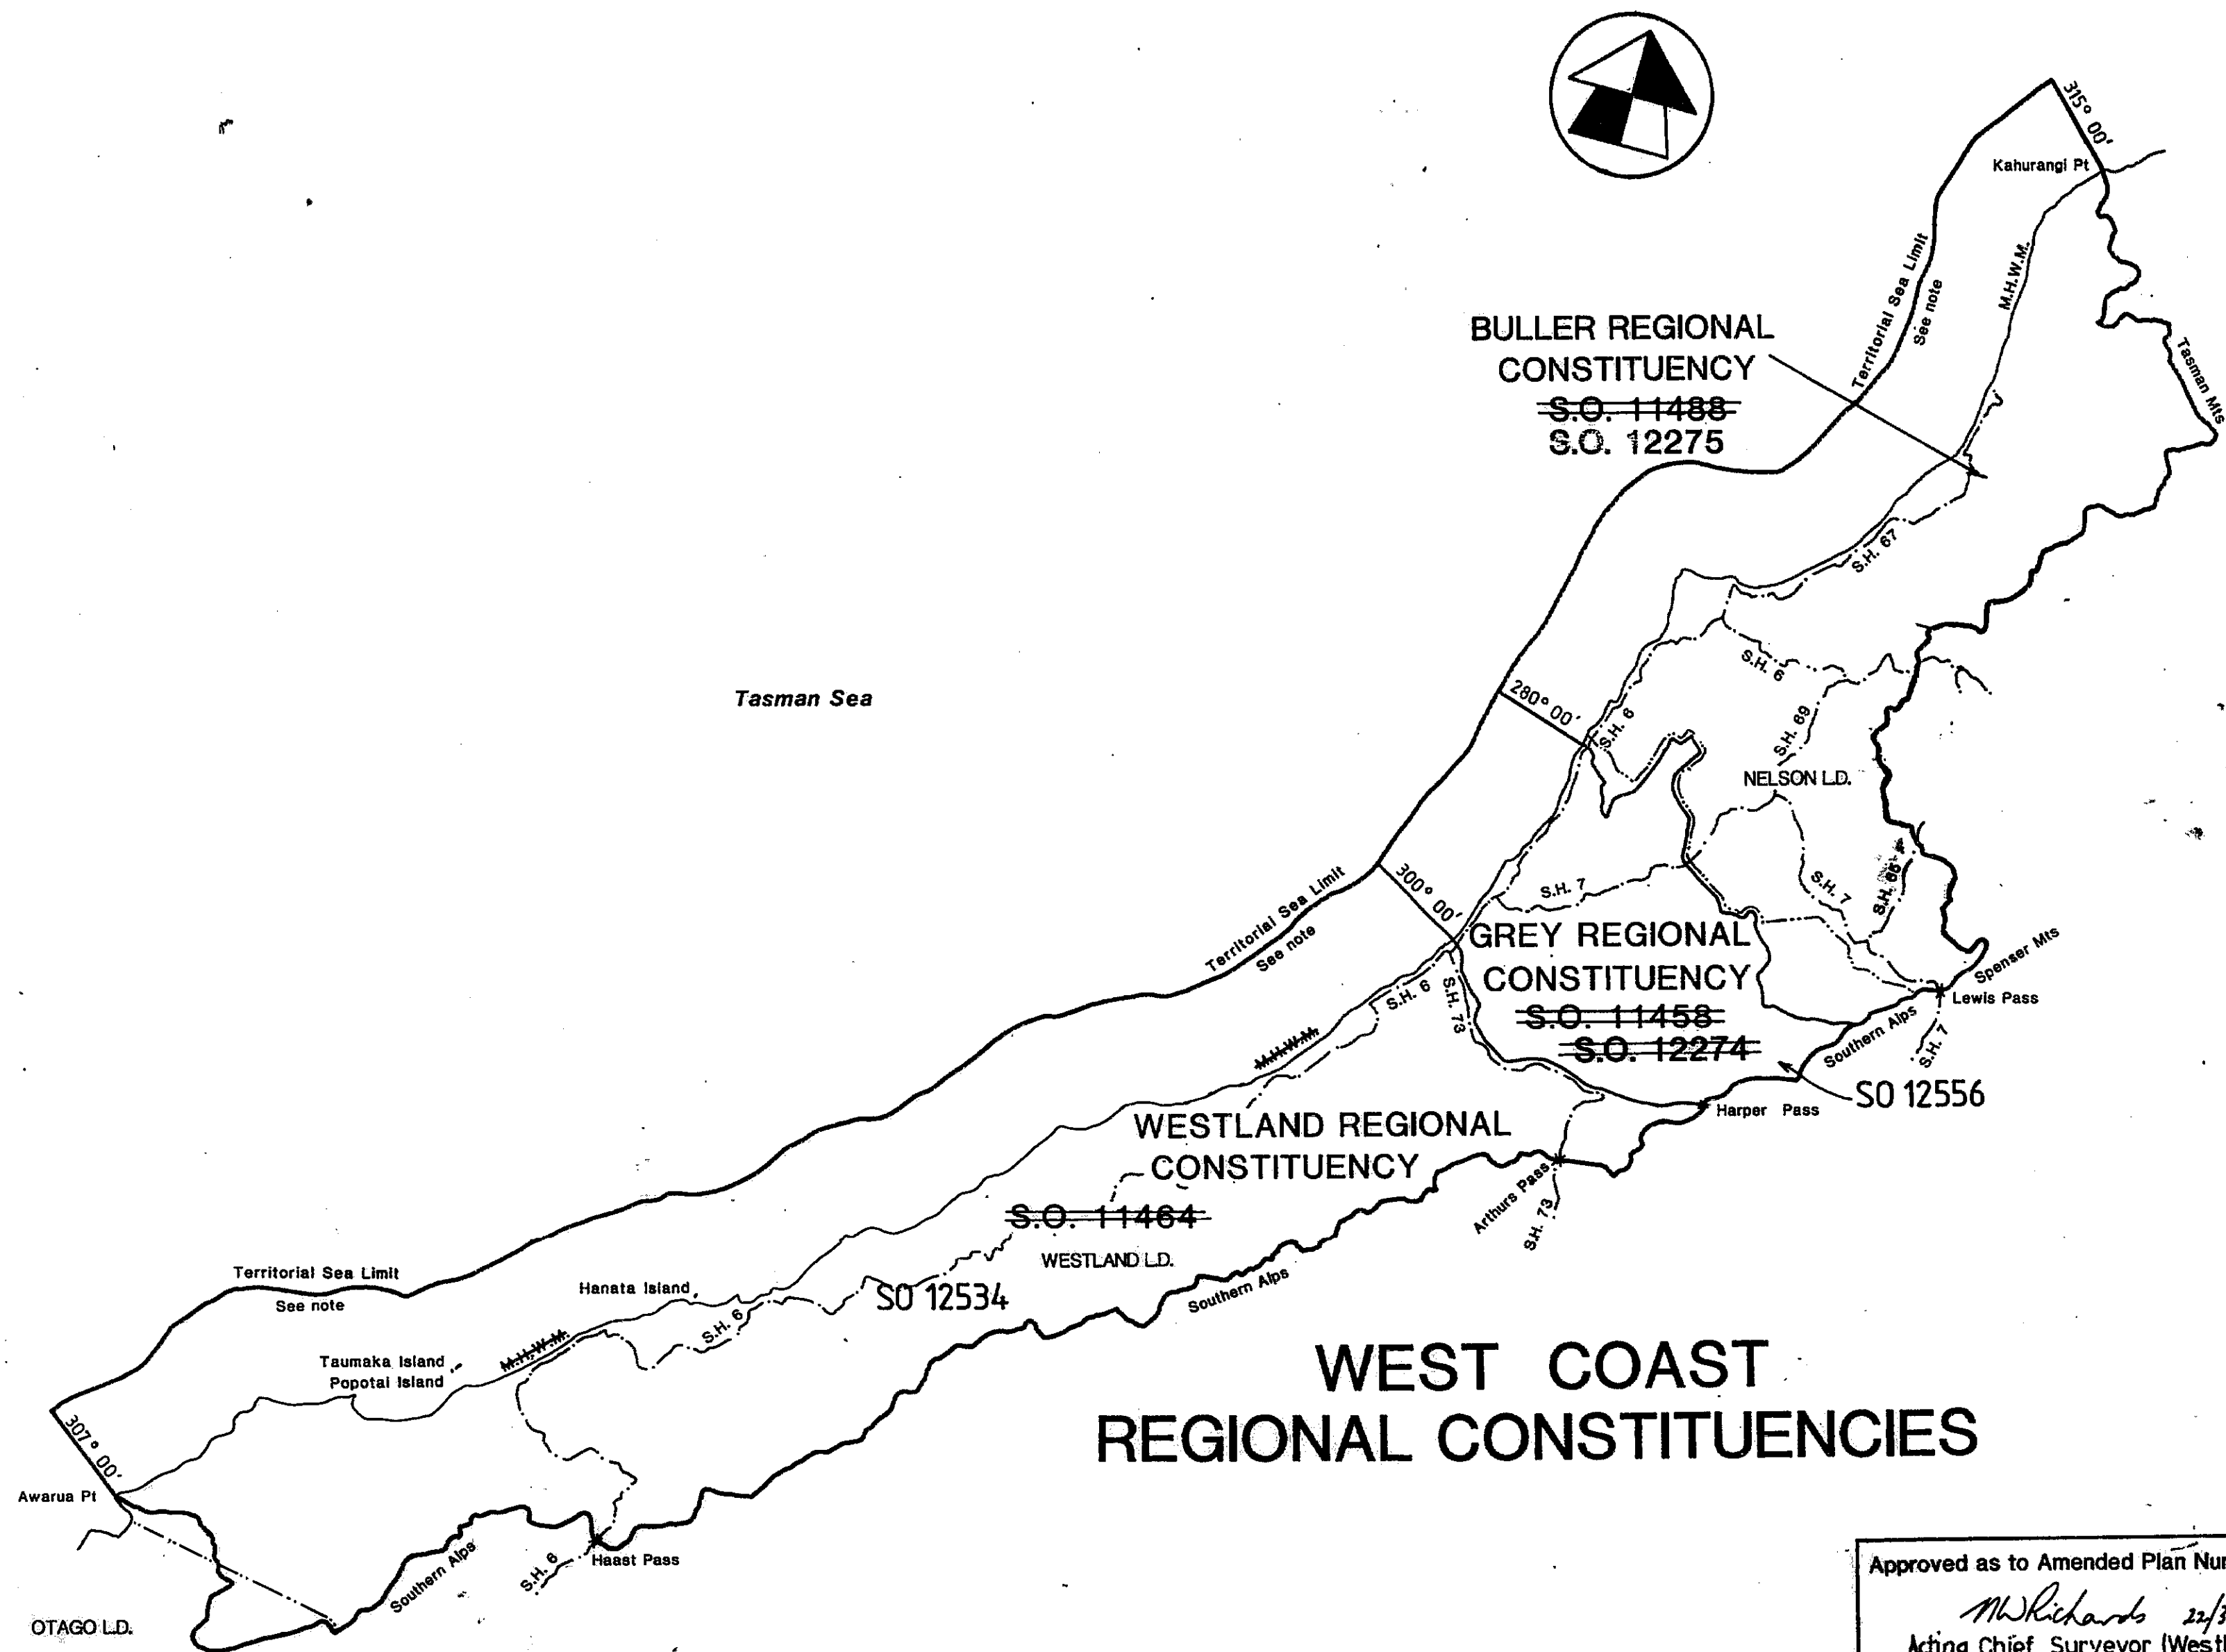 315° 00'
Kahurangi Pt
Territorial Sea Limit
See note
M.H.W.M.
Tasman Mts
BULLER REGIONAL
CONSTITUENCY
S.O. 11488
S.O. 12275
S.H. 67
S.H. 6
Tasman Sea
280° 00'
S.H. 6
S.H. 69
NELSON L.D.
300° 00'
S.H. 7
S.H. 7
S.H. 65
Territorial Sea Limit
See note
GREY REGIONAL
CONSTITUENCY
S.O. 11458
S.O. 12274
S.H. 6
S.H. 73
Spenser Mts
Lewis Pass
Southern Alps
S.H. 7
M.H.W.M.
SO 12556
Harper Pass
WESTLAND REGIONAL
CONSTITUENCY
S.O. 11464
Arthurs Pass
S.H. 73
WESTLAND L.D.
Territorial Sea Limit
See note
Hanata Island
SO 12534
Southern Alps
S.H. 6
M.H.W.M.
Taumaka Island
Popotai Island
WEST COAST
REGIONAL CONSTITUENCIES
307° 00'
Awarua Pt
Haast Pass
S.H. 6
Southern Alps
OTAGO L.D.
Approved as to Amended Plan
MW Richards
Acting Chief Surveyor